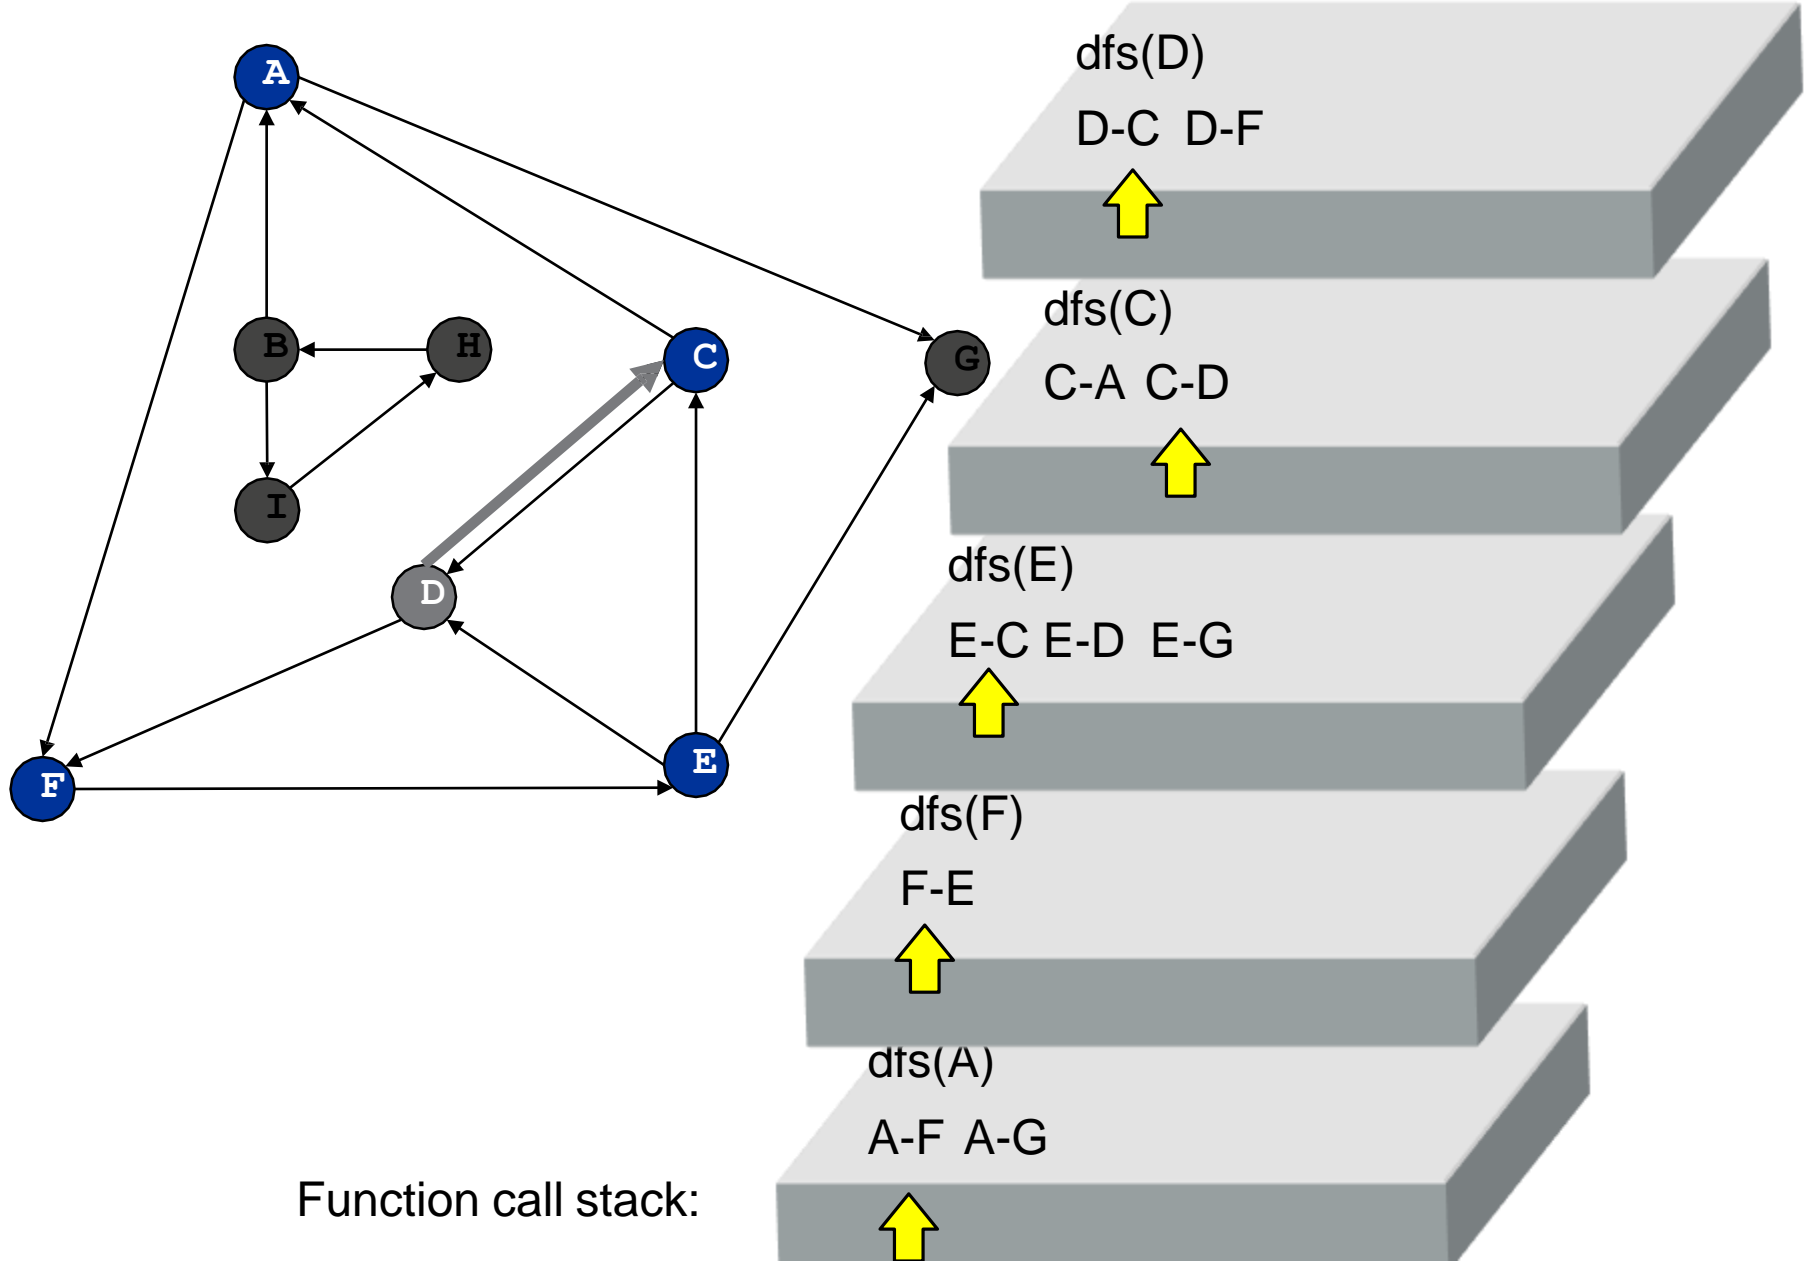 A
B
H
C
G
I
D
E
F
dfs(D)
D-C D-F
dfs(C)
C-A C-D
dfs(E)
E-C E-D E-G
dfs(F)
F-E
dfs(A)
A-F A-G
Function call stack: